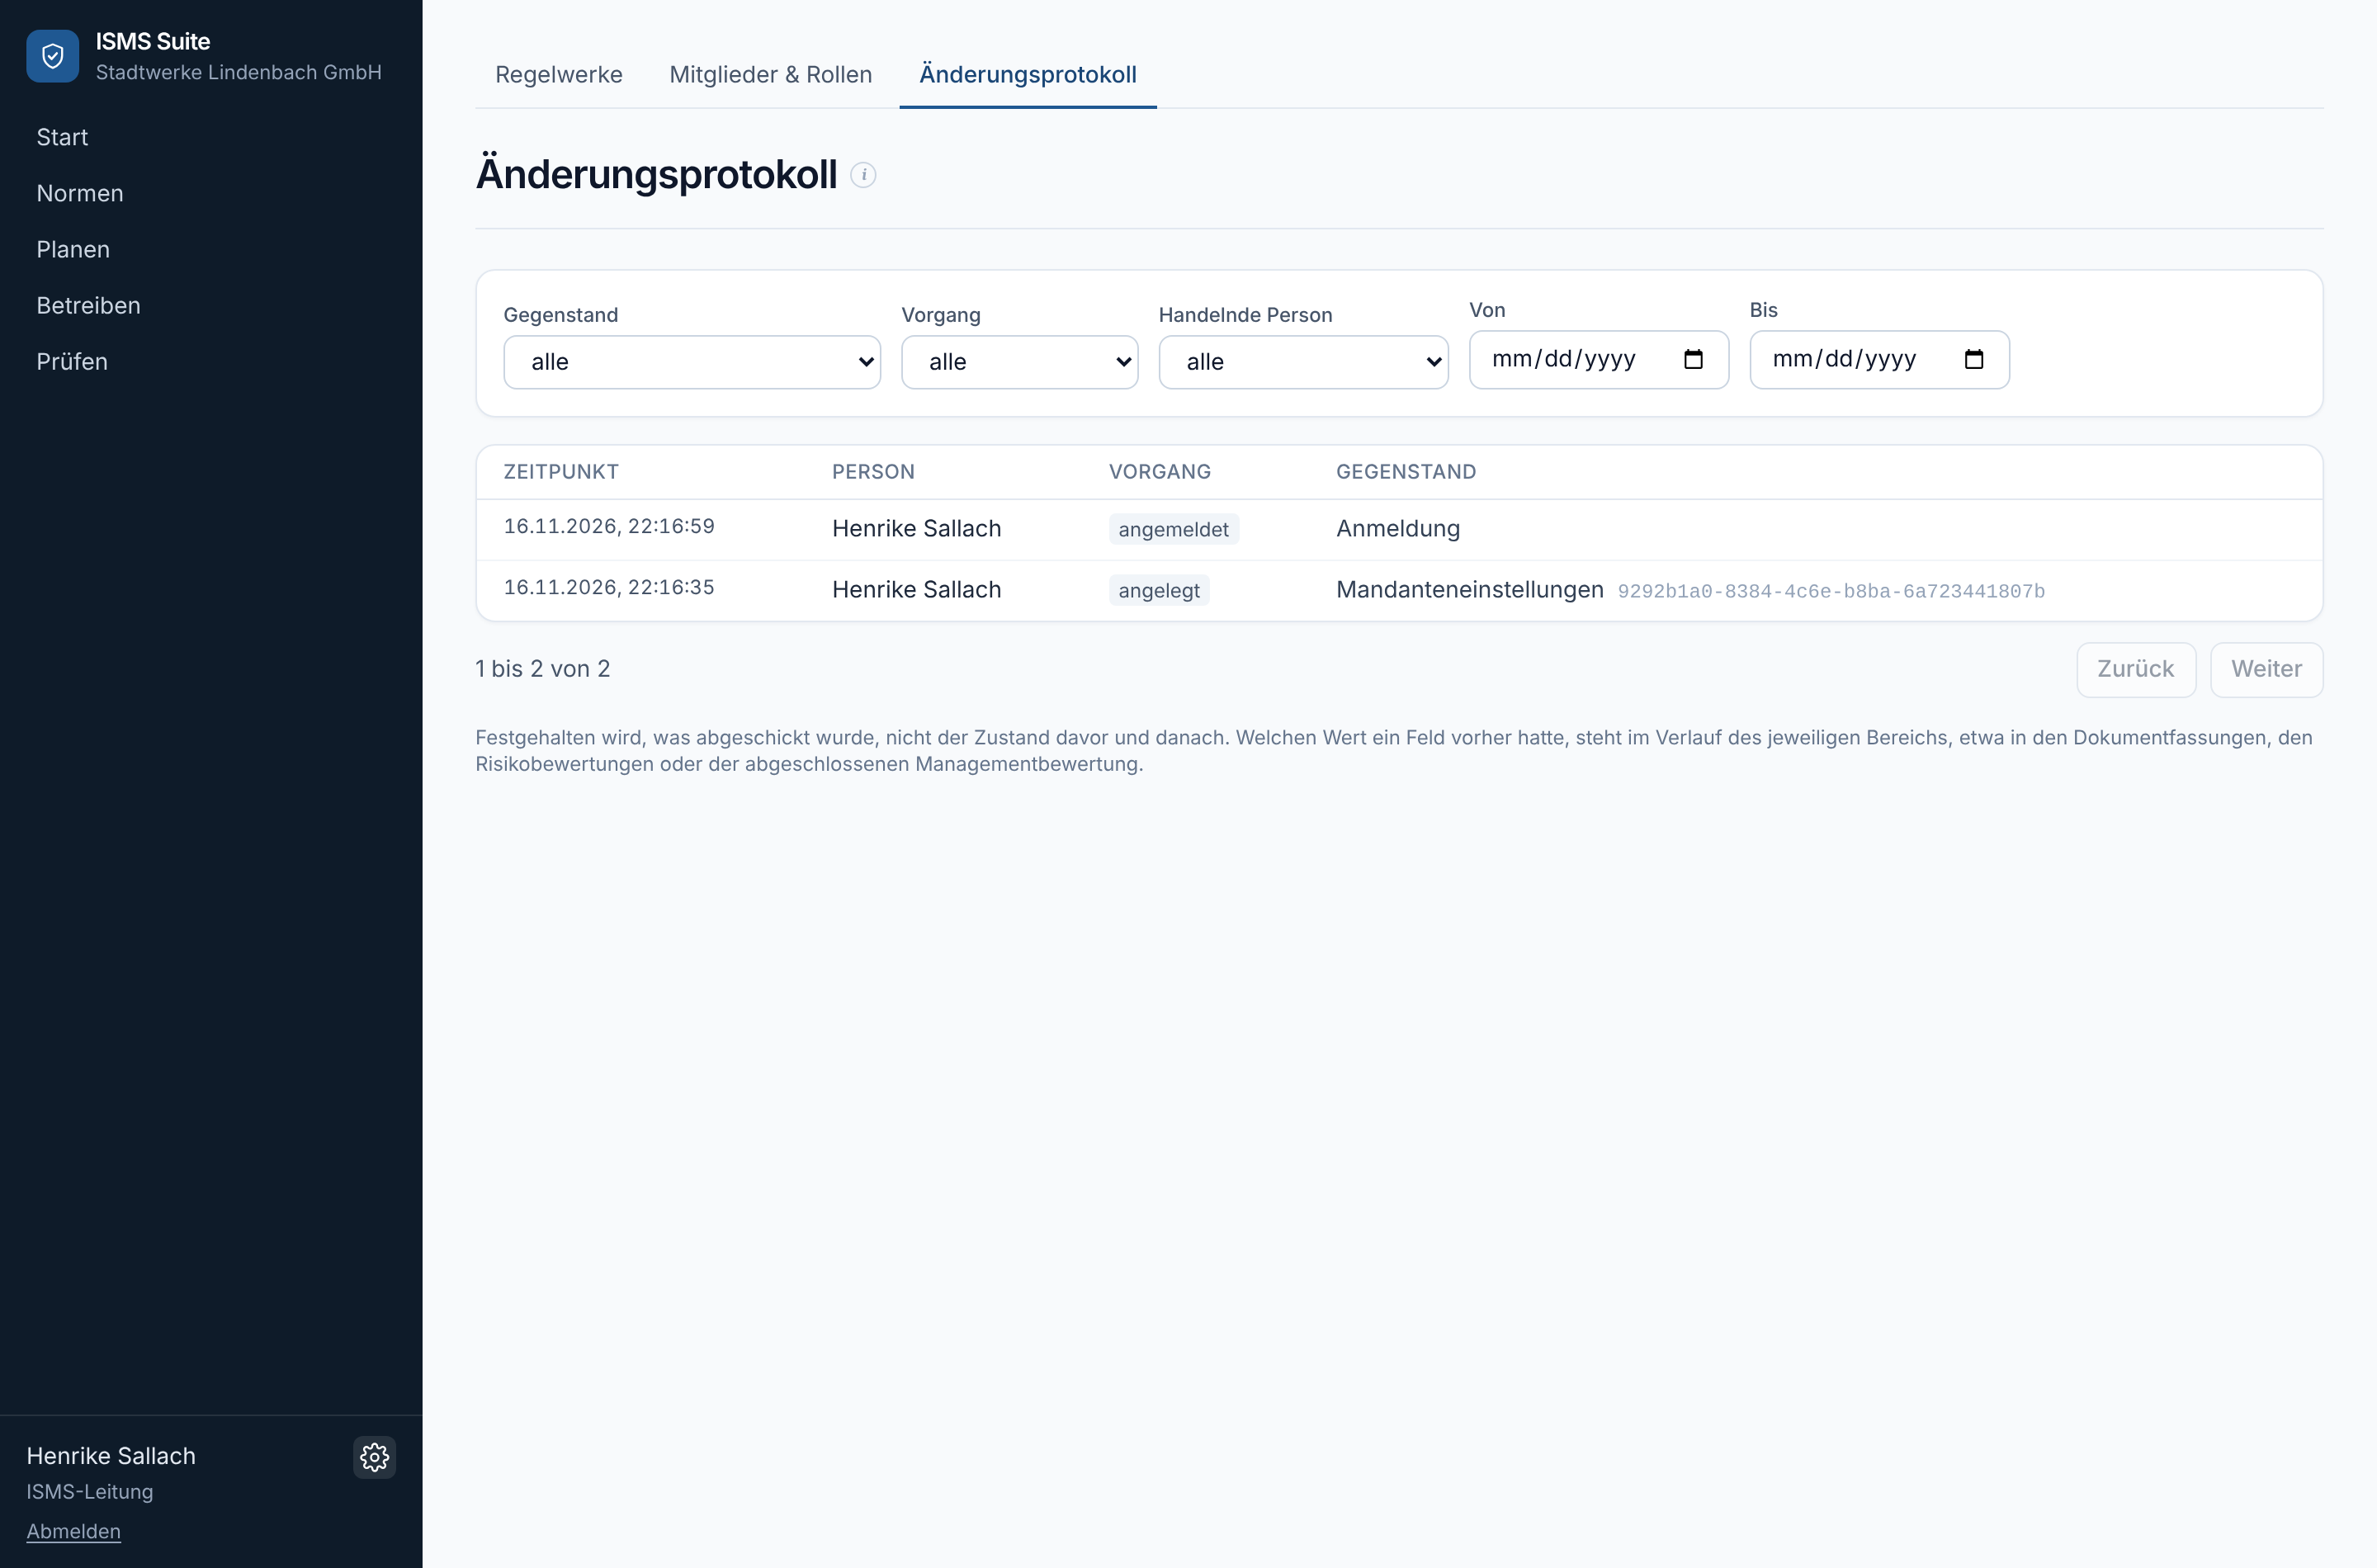 ISMS Suite
Stadtwerke Lindenbach GmbH
Start
Normen
Planen
Betreiben
Prüfen
Henrike Sallach
ISMS-Leitung
Abmelden
Regelwerke Mitglieder & Rollen Änderungsprotokoll
Änderungsprotokoll i
Gegenstand Vorgang Handelnde Person Von Bis
alle alle alle mm/dd/yyyy mm/dd/yyyy
ZEITPUNKT PERSON VORGANG GEGENSTAND
16.11.2026, 22:16:59 Henrike Sallach angemeldet Anmeldung
16.11.2026, 22:16:35 Henrike Sallach angelegt Mandanteneinstellungen 9292b1a0-8384-4c6e-b8ba-6a723441807b
1 bis 2 von 2 Zurück Weiter
Festgehalten wird, was abgeschickt wurde, nicht der Zustand davor und danach. Welchen Wert ein Feld vorher hatte, steht im Verlauf des jeweiligen Bereichs, etwa in den Dokumentfassungen, den
Risikobewertungen oder der abgeschlossenen Managementbewertung.